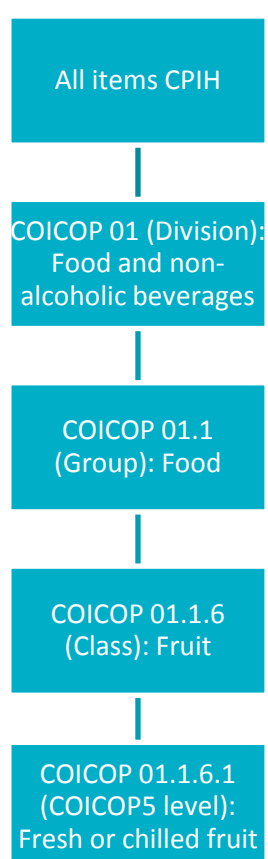 All items CPIH
COICOP 01 (Division):
Food and non-
alcoholic beverages
COICOP 01.1
(Group): Food
COICOP 01.1.6
(Class): Fruit
COICOP 01.1.6.1
(COICOP5 level):
Fresh or chilled fruit